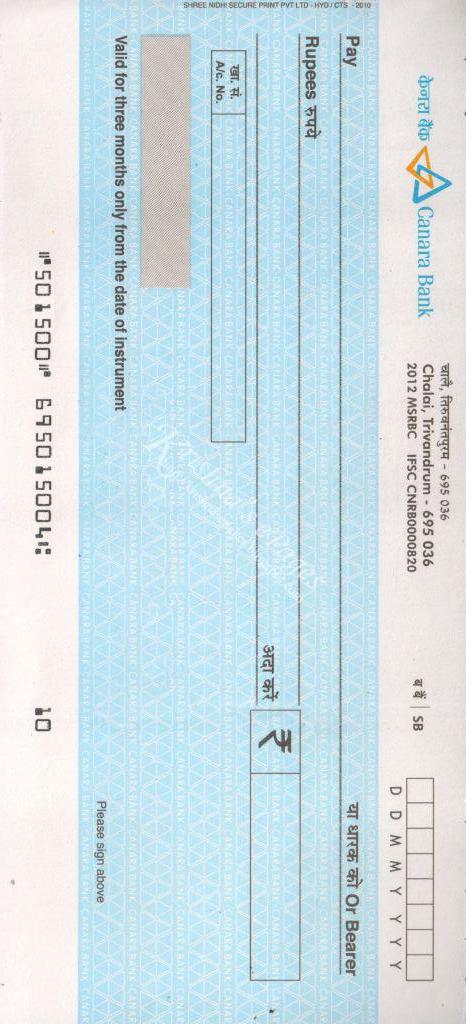 केनरा बैंक Canara Bank
चालै, तिरुवनंतपुरम - 695 036
Chalai, Trivandrum - 695 036
2012 MSRBC IFSC CNRB0000820
ब बैं | SB
D D M M Y Y Y Y
Pay
या धारक को Or Bearer
Rupees रुपये
अदा करें
₹
खा. सं.
A/c. No.
Valid for three months only from the date of instrument
Please sign above
SHREE NIDHI SECURE PRINT PVT LTD - HYD / CTS - 2010
⑈501500⑈ 695015004⑆ 10